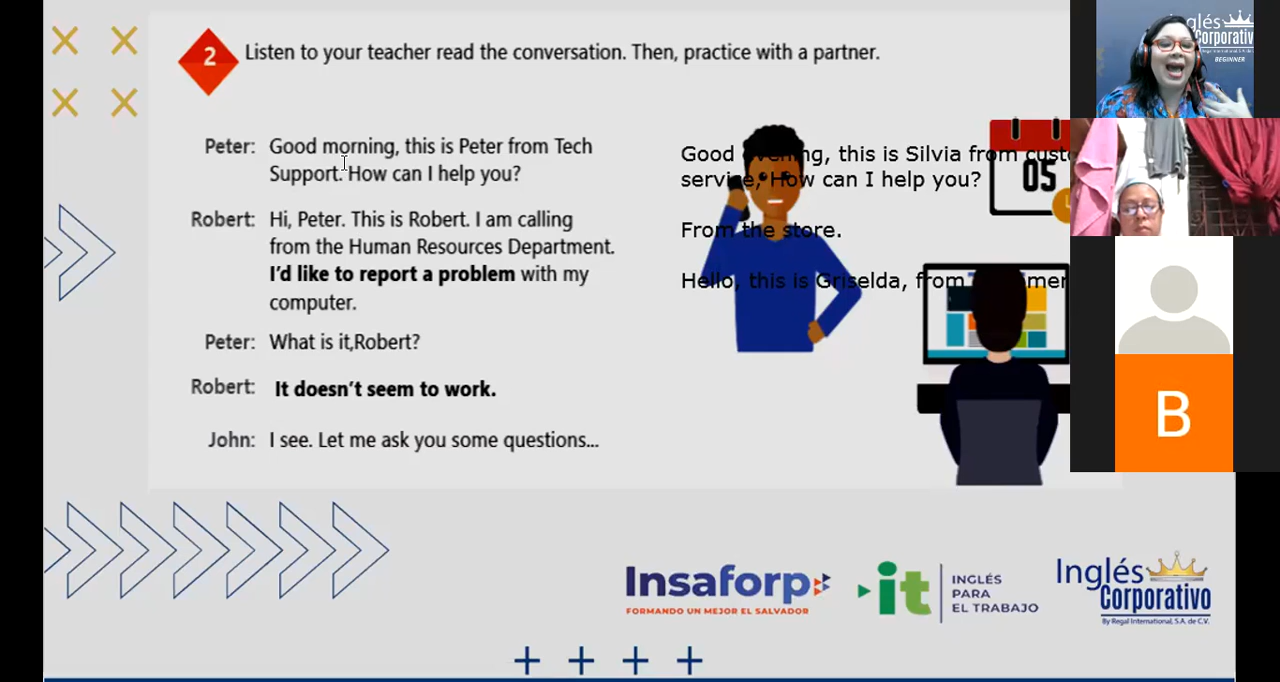 2 Listen to your teacher read the conversation. Then, practice with a partner.
Peter: Good morning, this is Peter from Tech
Support. How can I help you?
Robert: Hi, Peter. This is Robert. I am calling
from the Human Resources Department.
I'd like to report a problem with my
computer.
Peter: What is it,Robert?
Robert: It doesn't seem to work.
John: I see. Let me ask you some questions...
Good evening, this is Silvia from
service, How can I help you?
From the store.
Hello, this is Griselda, from
05
Inglés
Corporativo
BEGINNER
B
Insaforp
FORMANDO UN MEJOR EL SALVADOR
it
INGLÉS
PARA
EL TRABAJO
Inglés
Corporativo
By Regal International, S.A. de C.V.